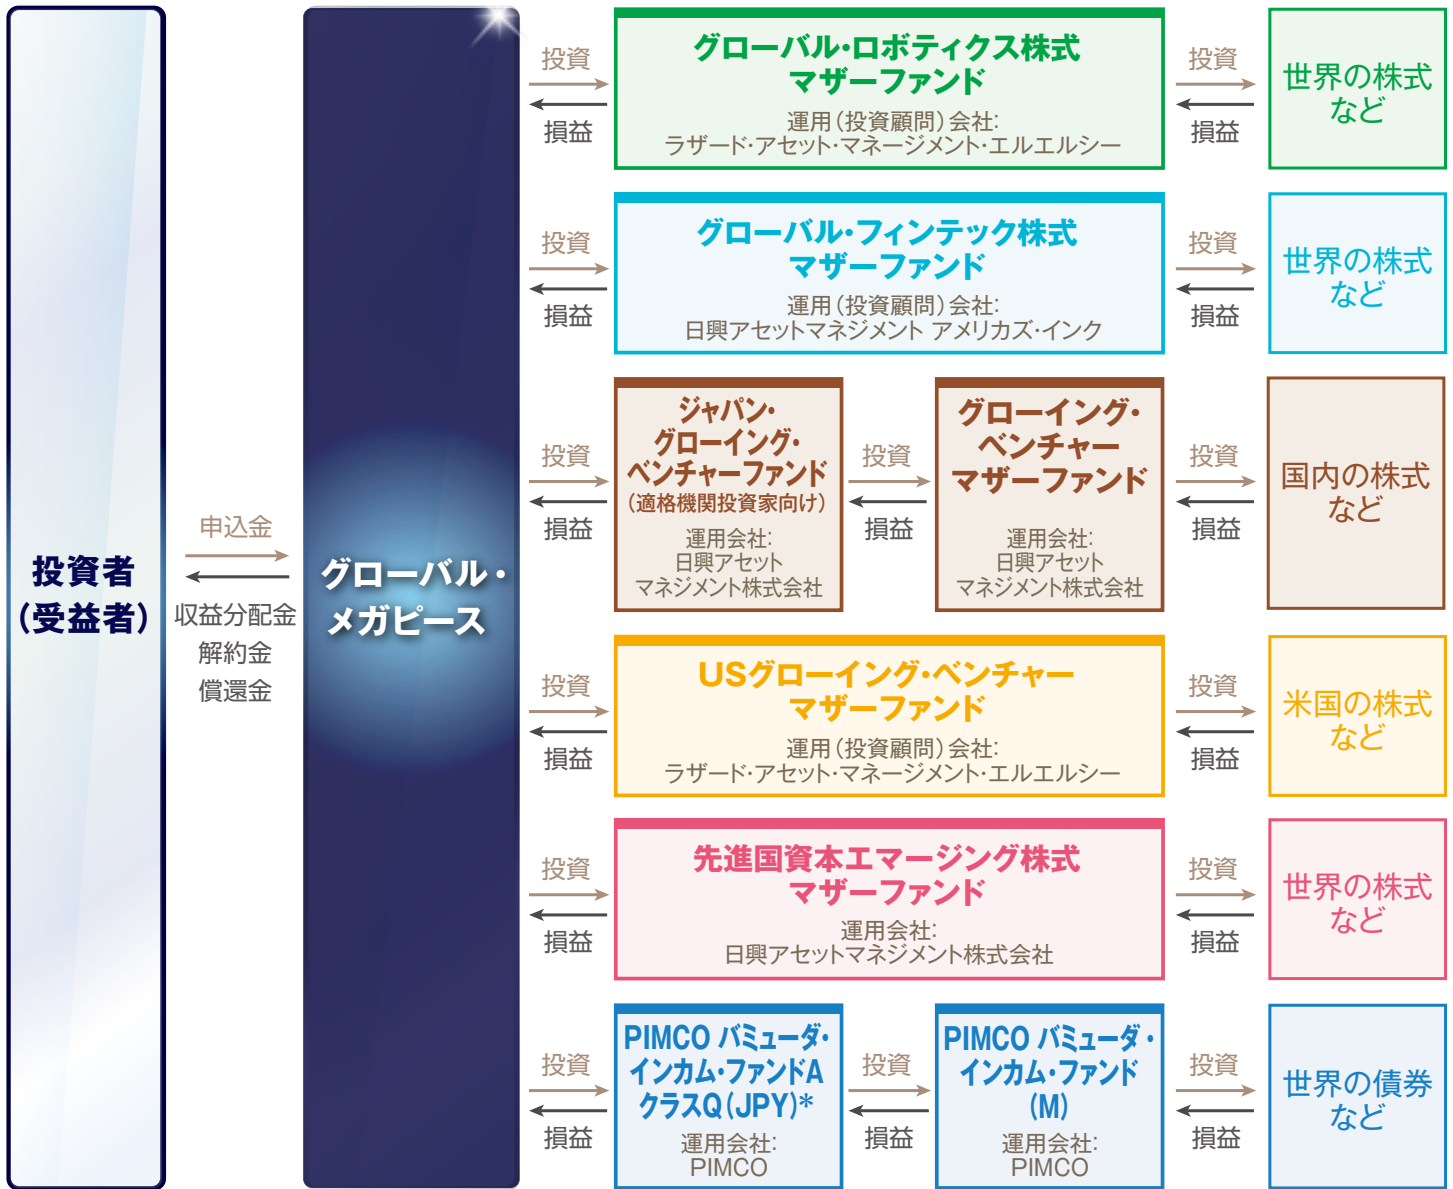 投資者
(受益者)
申込金
収益分配金
解約金
償還金
グローバル・
メガピース
投資
損益
グローバル・ロボティクス株式
マザーファンド
運用(投資顧問)会社:
ラザード・アセット・マネージメント・エルエルシー
投資
損益
世界の株式
など
投資
損益
グローバル・フィンテック株式
マザーファンド
運用(投資顧問)会社:
日興アセットマネジメント アメリカズ・インク
投資
損益
世界の株式
など
投資
損益
ジャパン・
グローイング・
ベンチャーファンド
(適格機関投資家向け)
運用会社:
日興アセット
マネジメント株式会社
投資
損益
グローイング・
ベンチャー
マザーファンド
運用会社:
日興アセット
マネジメント株式会社
投資
損益
国内の株式
など
投資
損益
USグローイング・ベンチャー
マザーファンド
運用(投資顧問)会社:
ラザード・アセット・マネージメント・エルエルシー
投資
損益
米国の株式
など
投資
損益
先進国資本エマージング株式
マザーファンド
運用会社:
日興アセットマネジメント株式会社
投資
損益
世界の株式
など
投資
損益
PIMCO バミューダ・
インカム・ファンドA
クラスQ(JPY)*
運用会社:
PIMCO
投資
損益
PIMCO バミューダ・
インカム・ファンド
(M)
運用会社:
PIMCO
投資
損益
世界の債券
など